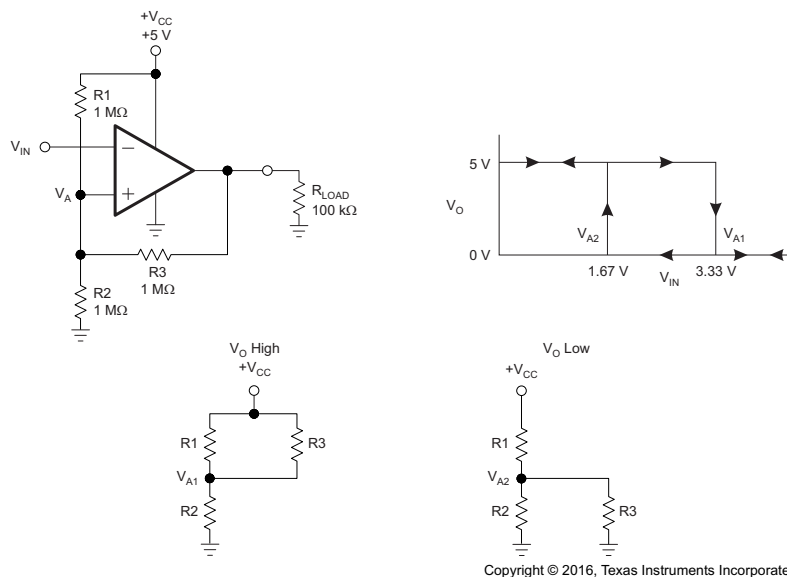 +VCC
+5 V
R1
1 MΩ
VIN
VA
RLOAD
100 kΩ
R3
1 MΩ
R2
1 MΩ
5 V
VO
VA2
VA1
0 V
1.67 V
VIN
3.33 V
VO High
+VCC
R1
R3
VA1
R2
VO Low
+VCC
R1
VA2
R2
R3
Copyright © 2016, Texas Instruments Incorporate